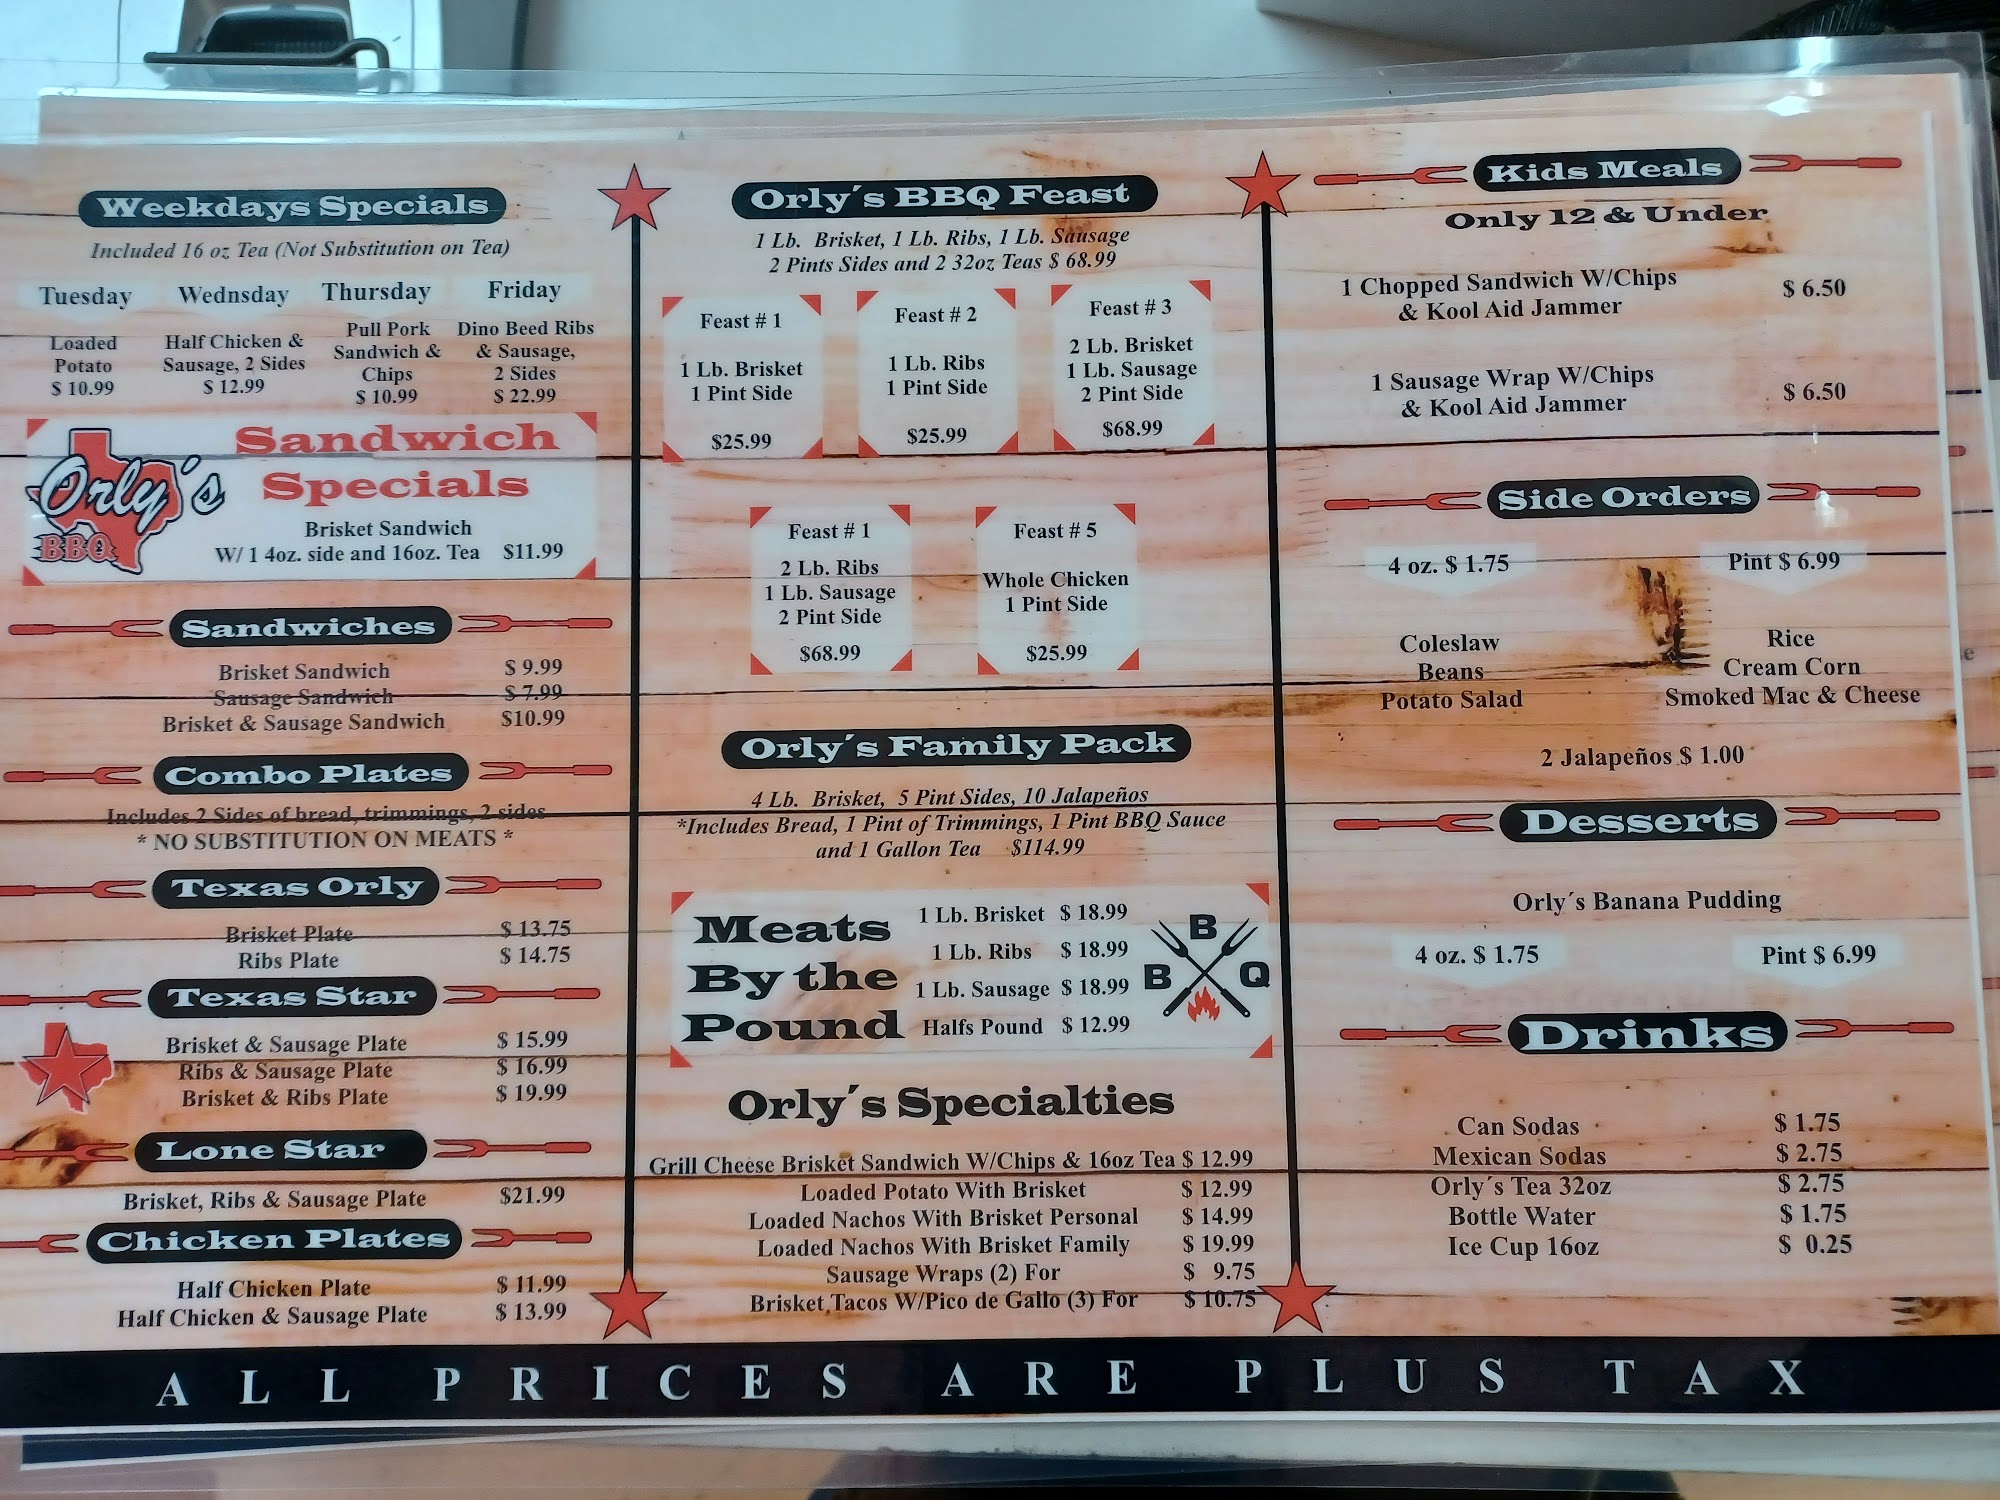 Weekdays Specials
Included 16 oz Tea (Not Substitution on Tea)
Tuesday
Loaded
Potato
$ 10.99
Wednsday
Half Chicken &
Sausage, 2 Sides
$ 12.99
Thursday
Pull Pork
Sandwich &
Chips
$ 10.99
Friday
Dino Beed Ribs
& Sausage,
2 Sides
$ 22.99
Orly´s
BBQ
Sandwich
Specials
Brisket Sandwich
W/ 1 4oz. side and 16oz. Tea $11.99
Sandwiches
Brisket Sandwich $ 9.99
Sausage Sandwich $ 7.99
Brisket & Sausage Sandwich $10.99
Combo Plates
Includes 2 Sides of bread, trimmings, 2 sides
* NO SUBSTITUTION ON MEATS *
Texas Orly
Brisket Plate $ 13.75
Ribs Plate $ 14.75
Texas Star
Brisket & Sausage Plate $ 15.99
Ribs & Sausage Plate $ 16.99
Brisket & Ribs Plate $ 19.99
Lone Star
Brisket, Ribs & Sausage Plate $21.99
Chicken Plates
Half Chicken Plate $ 11.99
Half Chicken & Sausage Plate $ 13.99
Orly´s BBQ Feast
1 Lb. Brisket, 1 Lb. Ribs, 1 Lb. Sausage
2 Pints Sides and 2 32oz Teas $ 68.99
Feast # 1
1 Lb. Brisket
1 Pint Side
$25.99
Feast # 2
1 Lb. Ribs
1 Pint Side
$25.99
Feast # 3
2 Lb. Brisket
1 Lb. Sausage
2 Pint Side
$68.99
Feast # 1
2 Lb. Ribs
1 Lb. Sausage
2 Pint Side
$68.99
Feast # 5
Whole Chicken
1 Pint Side
$25.99
Orly´s Family Pack
4 Lb. Brisket, 5 Pint Sides, 10 Jalapeños
*Includes Bread, 1 Pint of Trimmings, 1 Pint BBQ Sauce
and 1 Gallon Tea $114.99
Meats
By the
Pound
1 Lb. Brisket $ 18.99
1 Lb. Ribs $ 18.99
1 Lb. Sausage $ 18.99
Halfs Pound $ 12.99
B
B Q
Orly´s Specialties
Grill Cheese Brisket Sandwich W/Chips & 16oz Tea $ 12.99
Loaded Potato With Brisket $ 12.99
Loaded Nachos With Brisket Personal $ 14.99
Loaded Nachos With Brisket Family $ 19.99
Sausage Wraps (2) For $ 9.75
Brisket Tacos W/Pico de Gallo (3) For $ 10.75
Kids Meals
Only 12 & Under
1 Chopped Sandwich W/Chips
& Kool Aid Jammer $ 6.50
1 Sausage Wrap W/Chips
& Kool Aid Jammer $ 6.50
Side Orders
4 oz. $ 1.75 Pint $ 6.99
Coleslaw
Beans
Potato Salad
Rice
Cream Corn
Smoked Mac & Cheese
2 Jalapeños $ 1.00
Desserts
Orly´s Banana Pudding
4 oz. $ 1.75 Pint $ 6.99
Drinks
Can Sodas $ 1.75
Mexican Sodas $ 2.75
Orly´s Tea 32oz $ 2.75
Bottle Water $ 1.75
Ice Cup 16oz $ 0.25
ALL PRICES ARE PLUS TAX